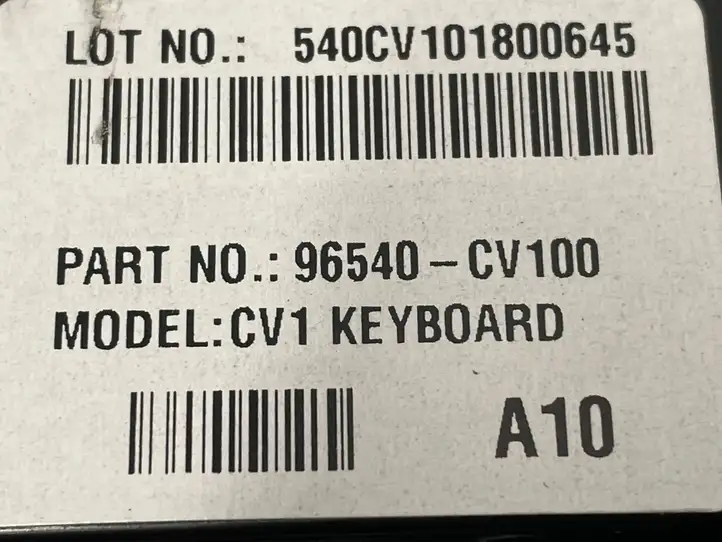 LOT NO.: 540CV101800645
PART NO.: 96540-CV100
MODEL:CV1 KEYBOARD
A10